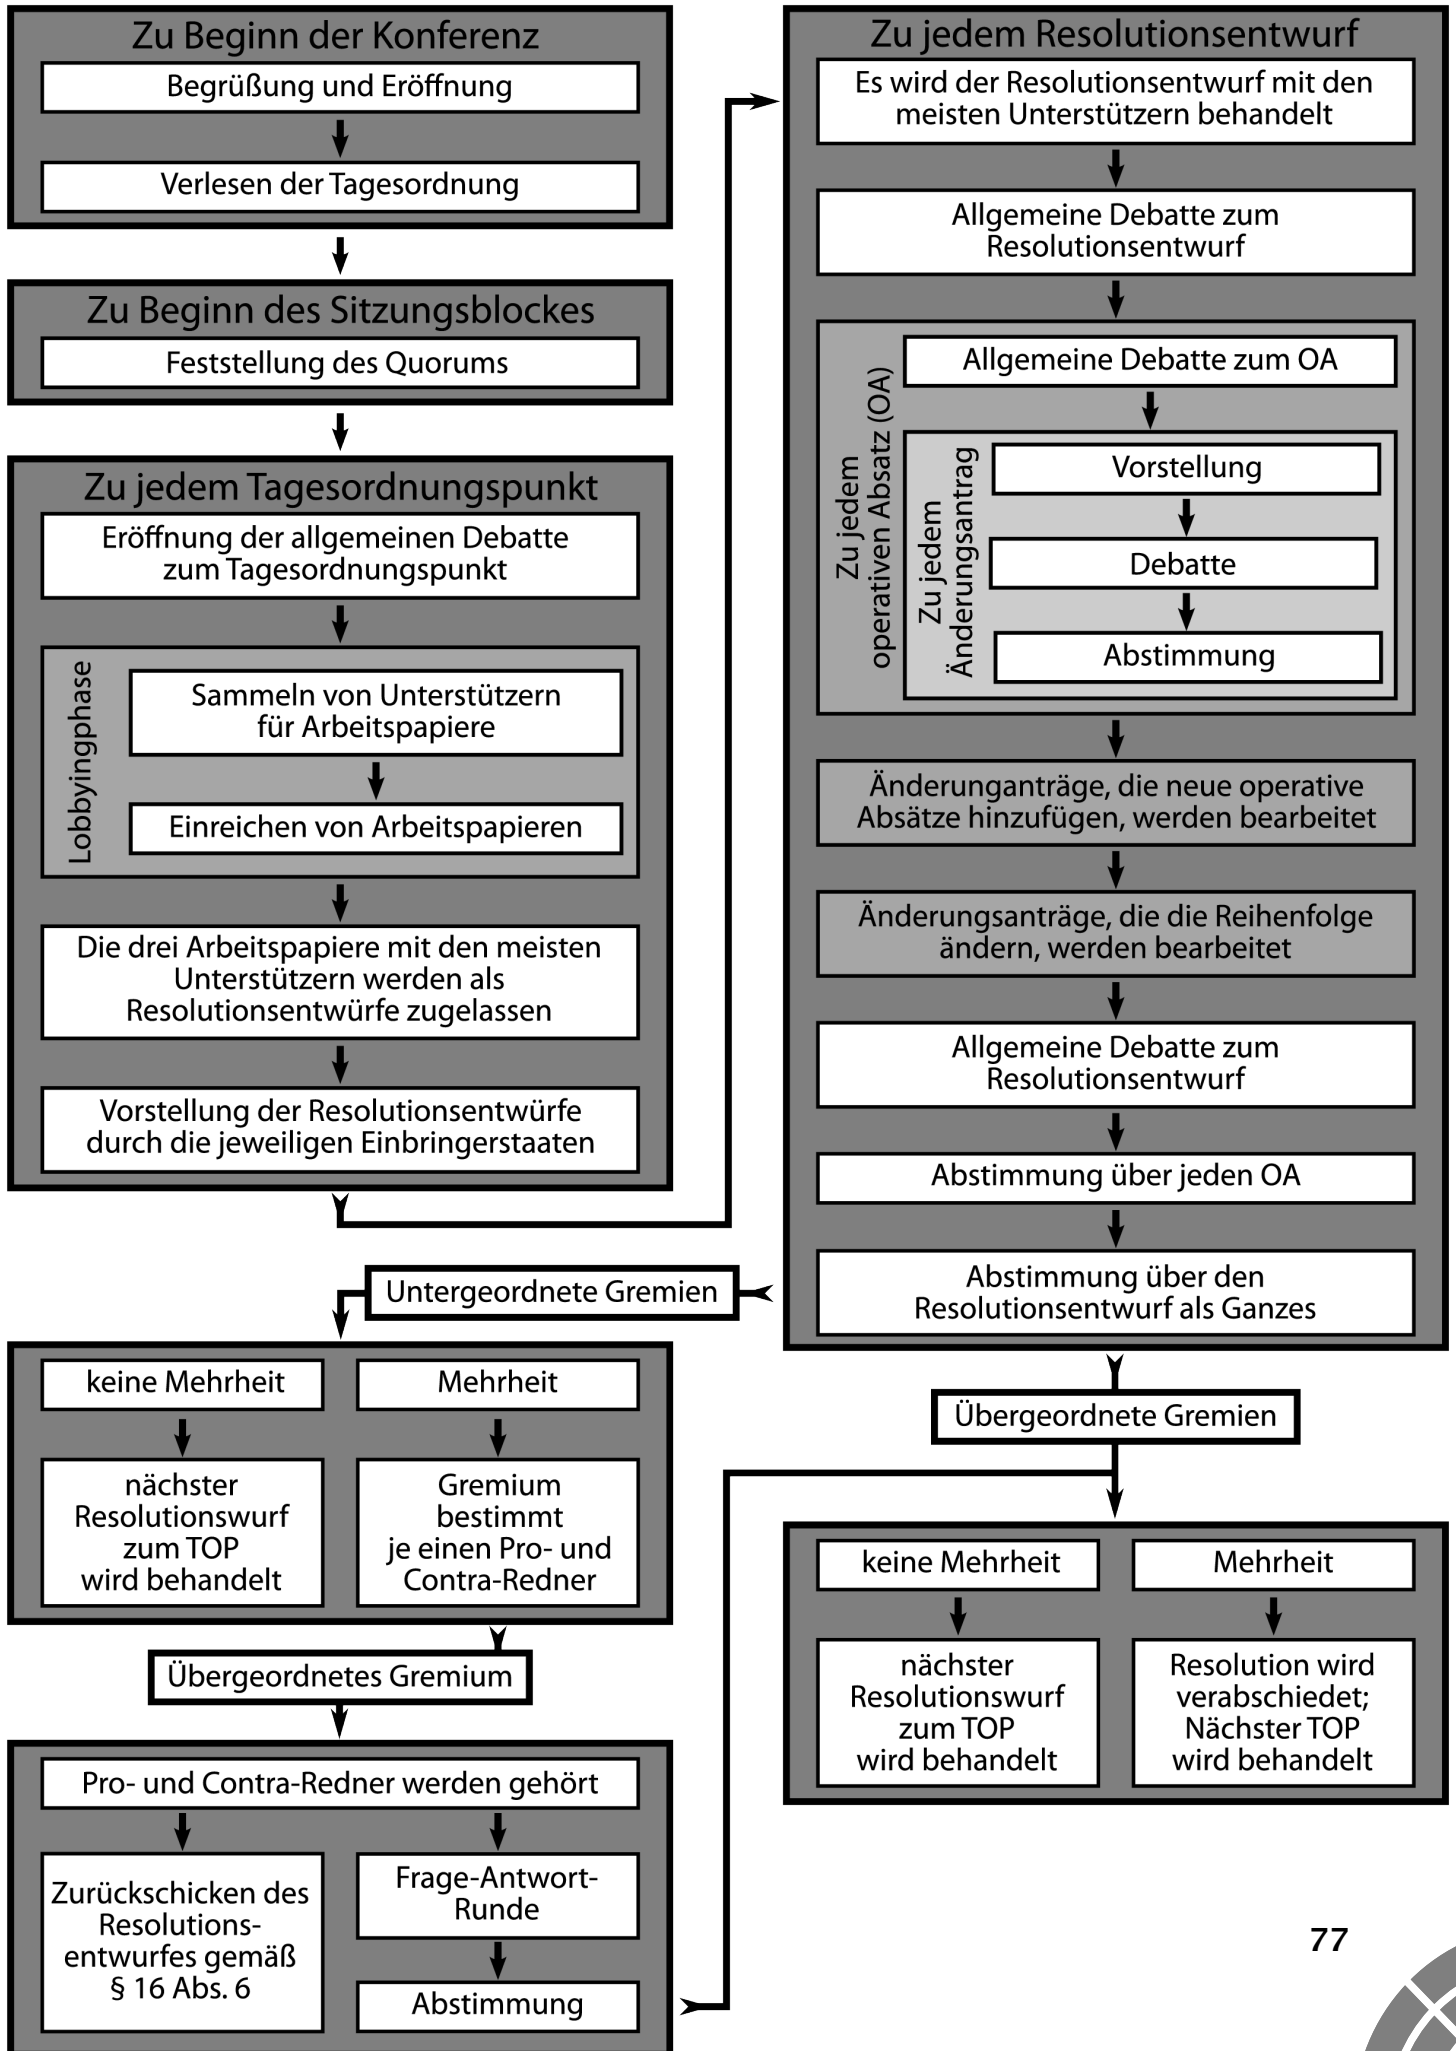 Zu Beginn der Konferenz
Begrüßung und Eröffnung
Verlesen der Tagesordnung
Zu Beginn des Sitzungsblockes
Feststellung des Quorums
Zu jedem Tagesordnungspunkt
Eröffnung der allgemeinen Debatte
zum Tagesordnungspunkt
Lobbyingphase
Sammeln von Unterstützern
für Arbeitspapiere
Einreichen von Arbeitspapieren
Die drei Arbeitspapiere mit den meisten
Unterstützern werden als
Resolutionsentwürfe zugelassen
Vorstellung der Resolutionsentwürfe
durch die jeweiligen Einbringerstaaten
Zu jedem Resolutionsentwurf
Es wird der Resolutionsentwurf mit den
meisten Unterstützern behandelt
Allgemeine Debatte zum
Resolutionsentwurf
Zu jedem
operativen Absatz (OA)
Allgemeine Debatte zum OA
Zu jedem
Änderungsantrag
Vorstellung
Debatte
Abstimmung
Änderunganträge, die neue operative
Absätze hinzufügen, werden bearbeitet
Änderungsanträge, die die Reihenfolge
ändern, werden bearbeitet
Allgemeine Debatte zum
Resolutionsentwurf
Abstimmung über jeden OA
Abstimmung über den
Resolutionsentwurf als Ganzes
Untergeordnete Gremien
keine Mehrheit
nächster
Resolutionswurf
zum TOP
wird behandelt
Mehrheit
Gremium
bestimmt
je einen Pro- und
Contra-Redner
Übergeordnetes Gremium
Pro- und Contra-Redner werden gehört
Zurückschicken des
Resolutions-
entwurfes gemäß
§ 16 Abs. 6
Frage-Antwort-
Runde
Abstimmung
Übergeordnete Gremien
keine Mehrheit
nächster
Resolutionswurf
zum TOP
wird behandelt
Mehrheit
Resolution wird
verabschiedet;
Nächster TOP
wird behandelt
77